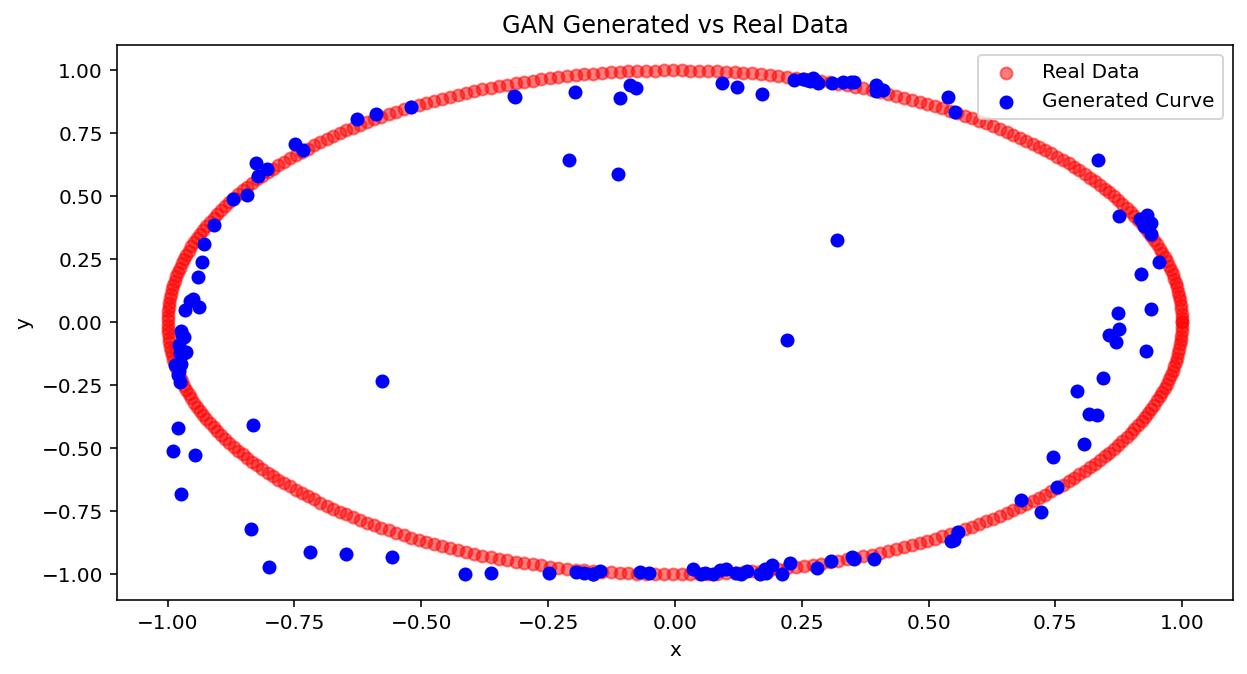 GAN Generated vs Real Data
Real Data
Generated Curve
1.00
0.75
0.50
0.25
0.00
−0.25
−0.50
−0.75
−1.00
y
−1.00 −0.75 −0.50 −0.25 0.00 0.25 0.50 0.75 1.00
x